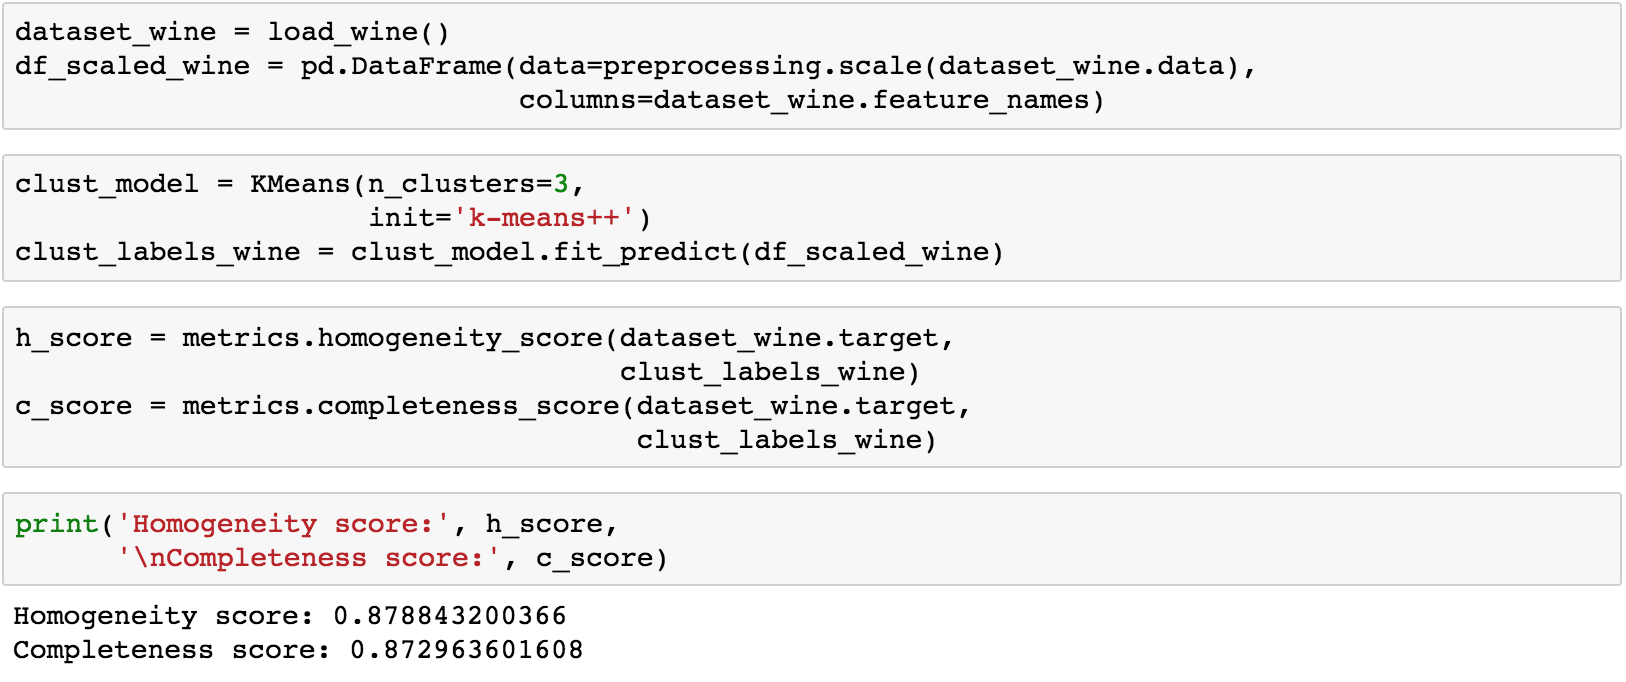 dataset_wine = load_wine()
df_scaled_wine = pd.DataFrame(data=preprocessing.scale(dataset_wine.data),
                              columns=dataset_wine.feature_names)
clust_model = KMeans(n_clusters=3,
                     init='k-means++')
clust_labels_wine = clust_model.fit_predict(df_scaled_wine)
h_score = metrics.homogeneity_score(dataset_wine.target,
                                    clust_labels_wine)
c_score = metrics.completeness_score(dataset_wine.target,
                                     clust_labels_wine)
print('Homogeneity score:', h_score,
      '\nCompleteness score:', c_score)
Homogeneity score: 0.878843200366
Completeness score: 0.872963601608